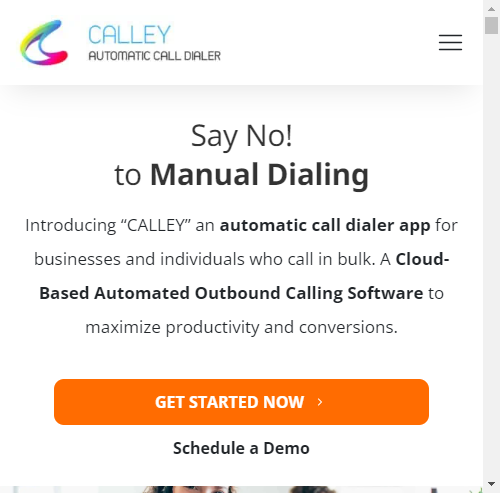 CALLEY
AUTOMATIC CALL DIALER
Say No!
to Manual Dialing
Introducing “CALLEY” an automatic call dialer app for
businesses and individuals who call in bulk. A Cloud-
Based Automated Outbound Calling Software to
maximize productivity and conversions.
GET STARTED NOW
Schedule a Demo